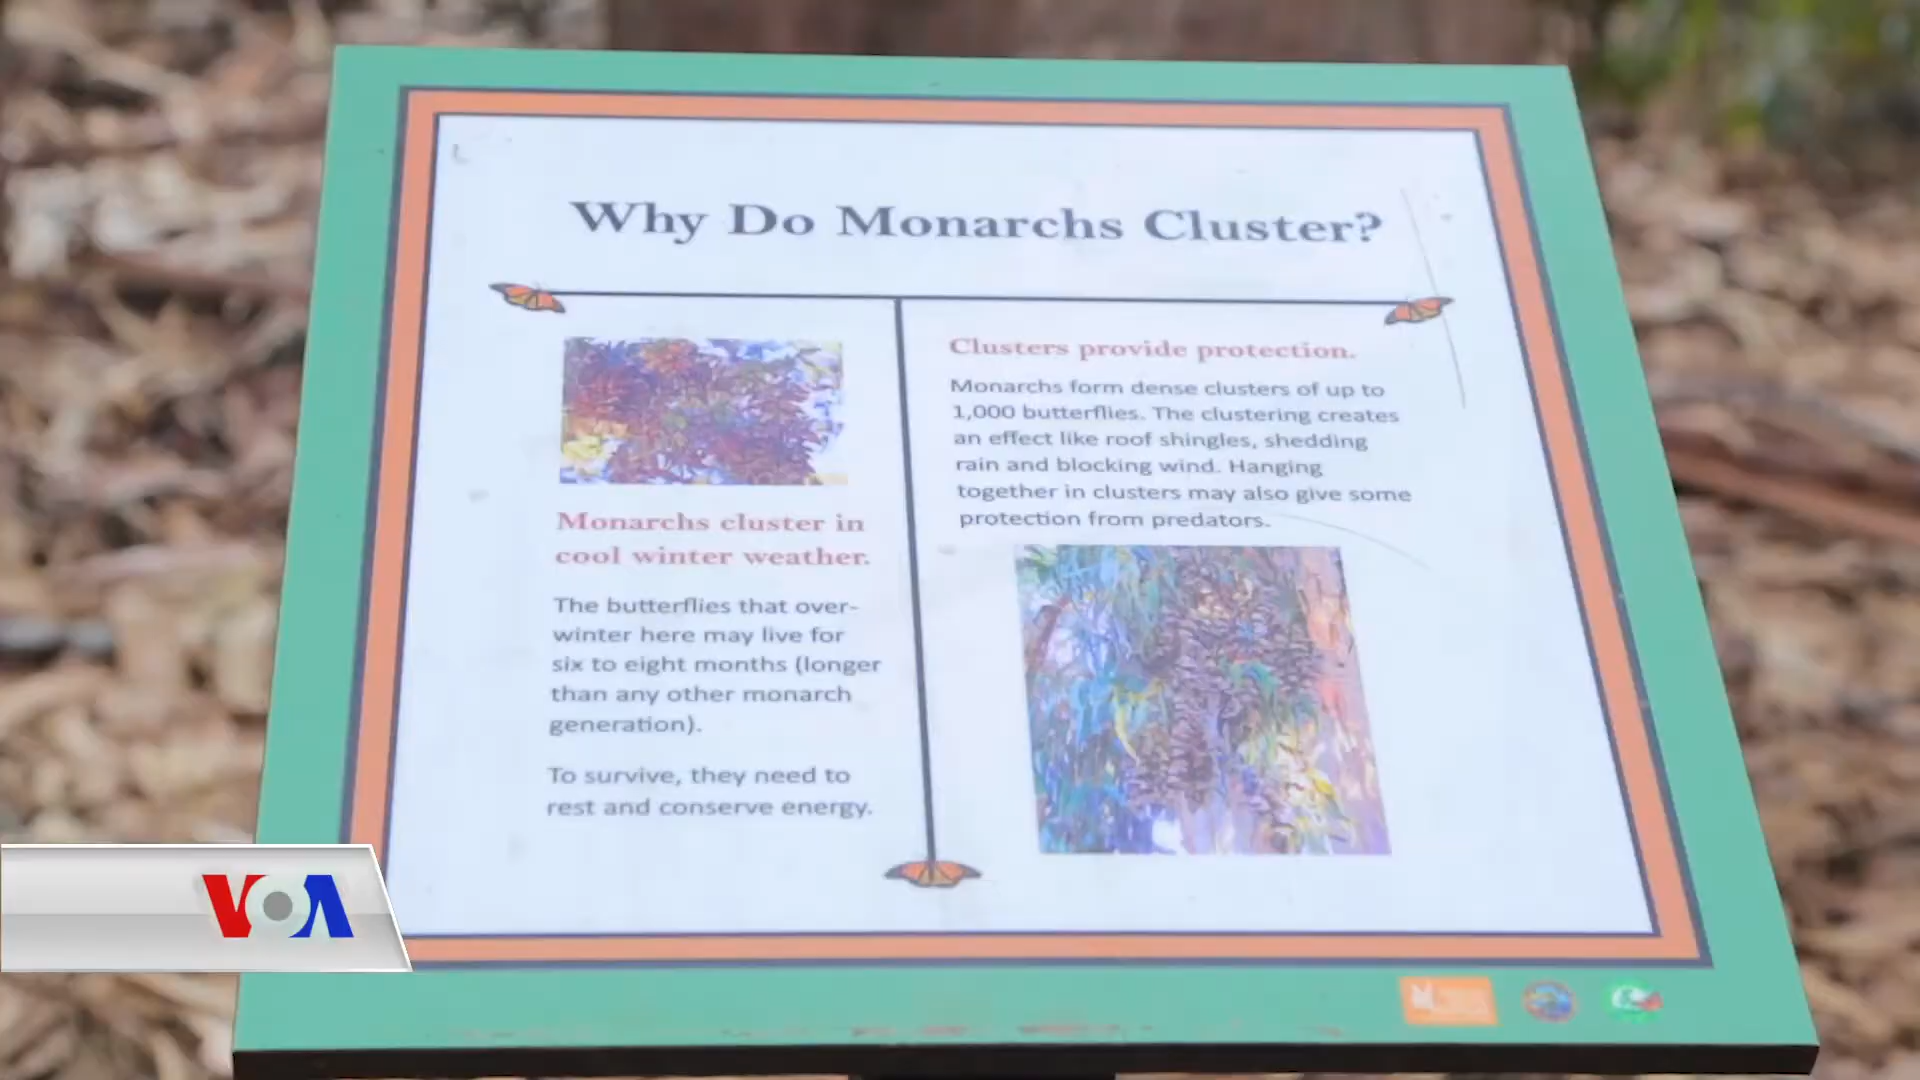 Why Do Monarchs Cluster?
Monarchs cluster in
cool winter weather.
The butterflies that over-
winter here may live for
six to eight months (longer
than any other monarch
generation).
To survive, they need to
rest and conserve energy.
Clusters provide protection.
Monarchs form dense clusters of up to
1,000 butterflies. The clustering creates
an effect like roof shingles, shedding
rain and blocking wind. Hanging
together in clusters may also give some
protection from predators.
VOA